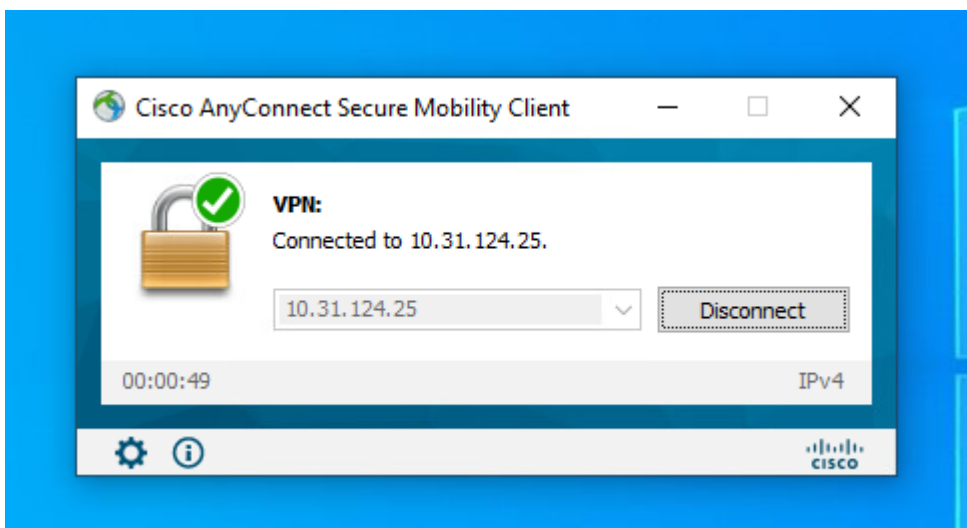 Cisco AnyConnect Secure Mobility Client
VPN:
Connected to 10.31.124.25.
10.31.124.25
Disconnect
00:00:49
IPv4
CISCO